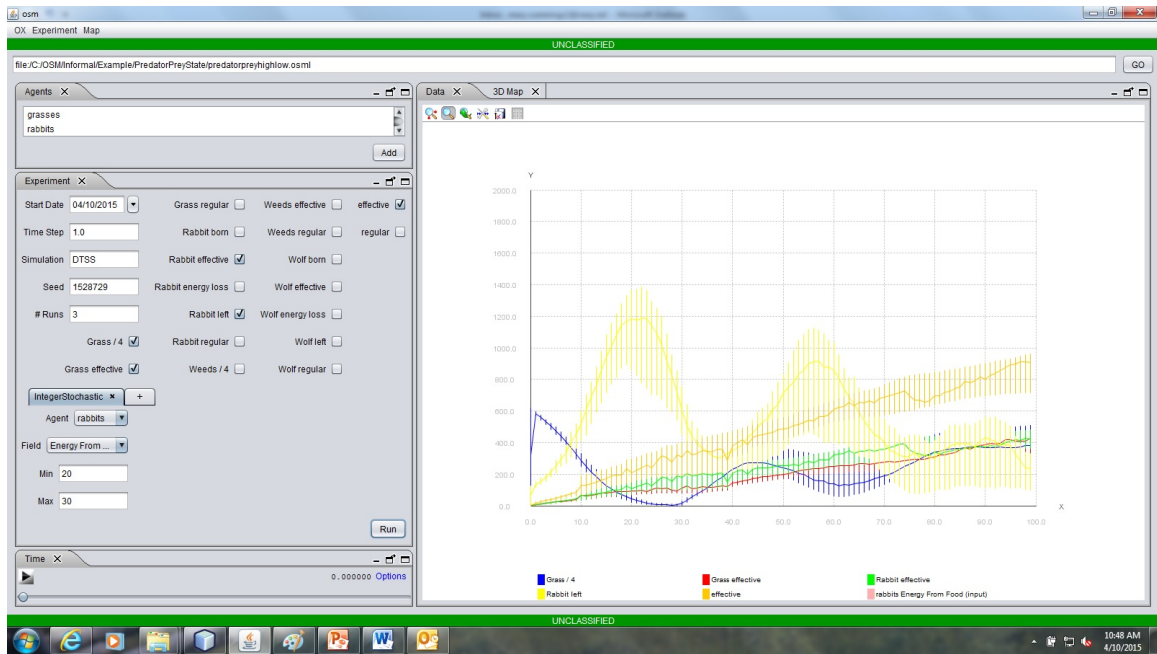 osm
OX Experiment Map
UNCLASSIFIED
file:/C:/OSM/Informal/Example/PredatorPreyState/predatorpreyhighlow.osml GO
Agents
grasses
rabbits
Add
Experiment
Start Date 04/10/2015 Grass regular Weeds effective effective
Time Step 1.0 Rabbit born Weeds regular regular
Simulation DTSS Rabbit effective Wolf born
Seed 1528729 Rabbit energy loss Wolf effective
# Runs 3 Rabbit left Wolf energy loss
Grass / 4 Rabbit regular Wolf left
Grass effective Weeds / 4 Wolf regular
IntegerStochastic +
Agent rabbits
Field Energy From ...
Min 20
Max 30
Run
Time
0.000000 Options
Data 3D Map
Y
2000.0
1800.0
1600.0
1400.0
1200.0
1000.0
800.0
600.0
400.0
200.0
0.0
X
0.0 10.0 20.0 30.0 40.0 50.0 60.0 70.0 80.0 90.0 100.0
Grass / 4 Grass effective Rabbit effective
Rabbit left effective rabbits Energy From Food (input)
UNCLASSIFIED
10:48 AM
4/10/2015